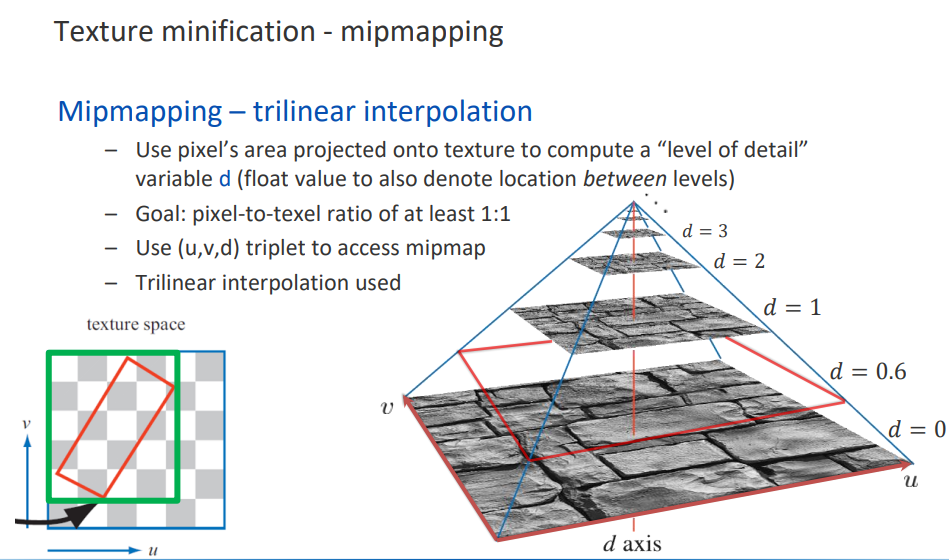 Texture minification - mipmapping
Mipmapping – trilinear interpolation
– Use pixel’s area projected onto texture to compute a “level of detail”
variable d (float value to also denote location between levels)
– Goal: pixel-to-texel ratio of at least 1:1
– Use (u,v,d) triplet to access mipmap
– Trilinear interpolation used
texture space
v
u
d = 3
d = 2
d = 1
d = 0.6
d = 0
v
u
d axis